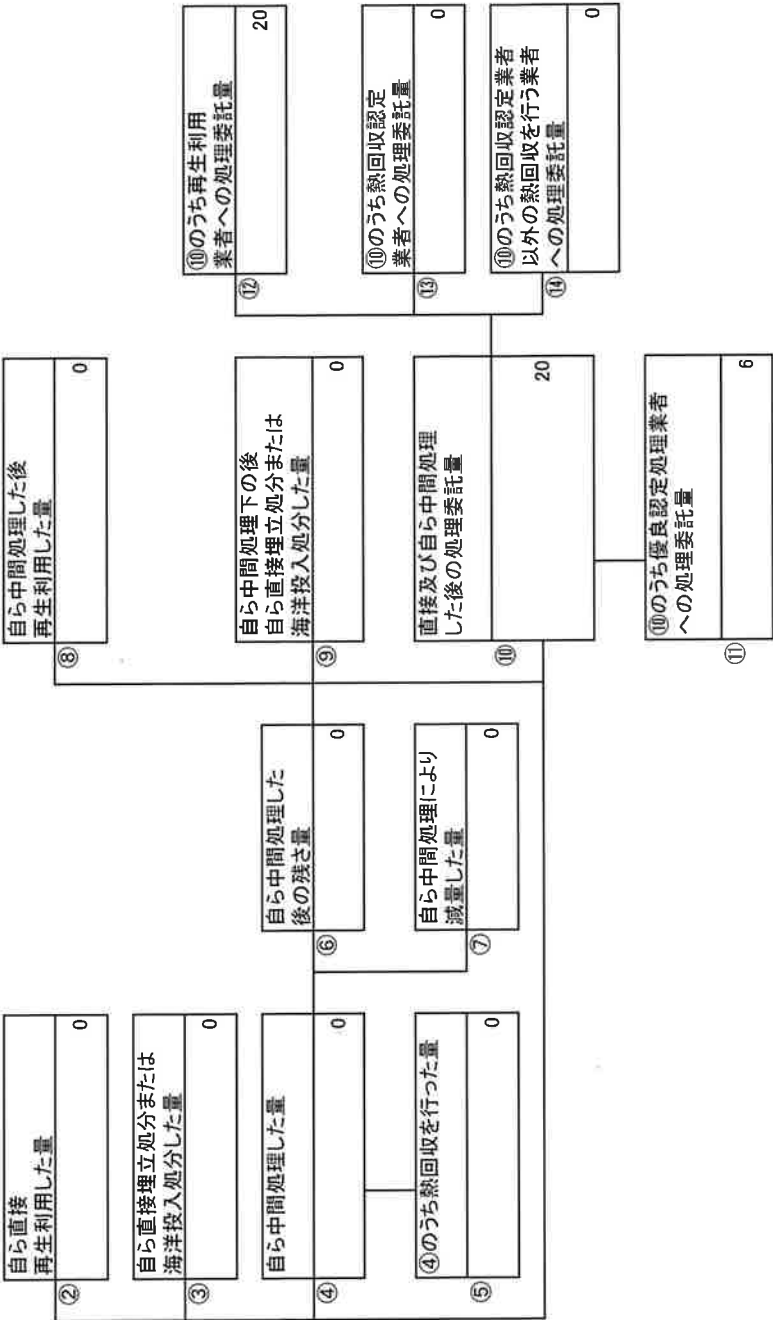 ②
自ら直接
再生利用した量
0
③
自ら直接埋立処分または
海洋投入処分した量
0
④
自ら中間処理した量
0
⑤
④のうち熱回収を行った量
0
⑥
自ら中間処理した
後の残さ量
0
⑦
自ら中間処理により
減量した量
0
⑧
自ら中間処理した後
再生利用した量
0
⑨
自ら中間処理下の後
自ら直接埋立処分または
海洋投入処分した量
0
⑩
直接及び自ら中間処理
した後の処理委託量
20
⑪
⑩のうち優良認定処理業者
への処理委託量
6
⑫
⑩のうち再生利用
業者への処理委託量
20
⑬
⑩のうち熱回収認定
業者への処理委託量
0
⑭
⑩のうち熱回収認定業者
以外の熱回収を行う業者
への処理委託量
0